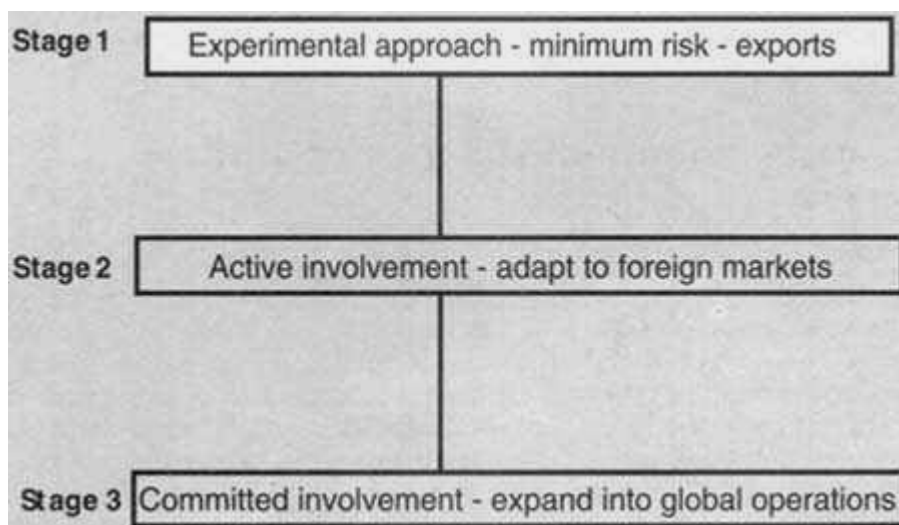 Stage 1 Experimental approach - minimum risk - exports
Stage 2 Active involvement - adapt to foreign markets
Stage 3 Committed involvement - expand into global operations